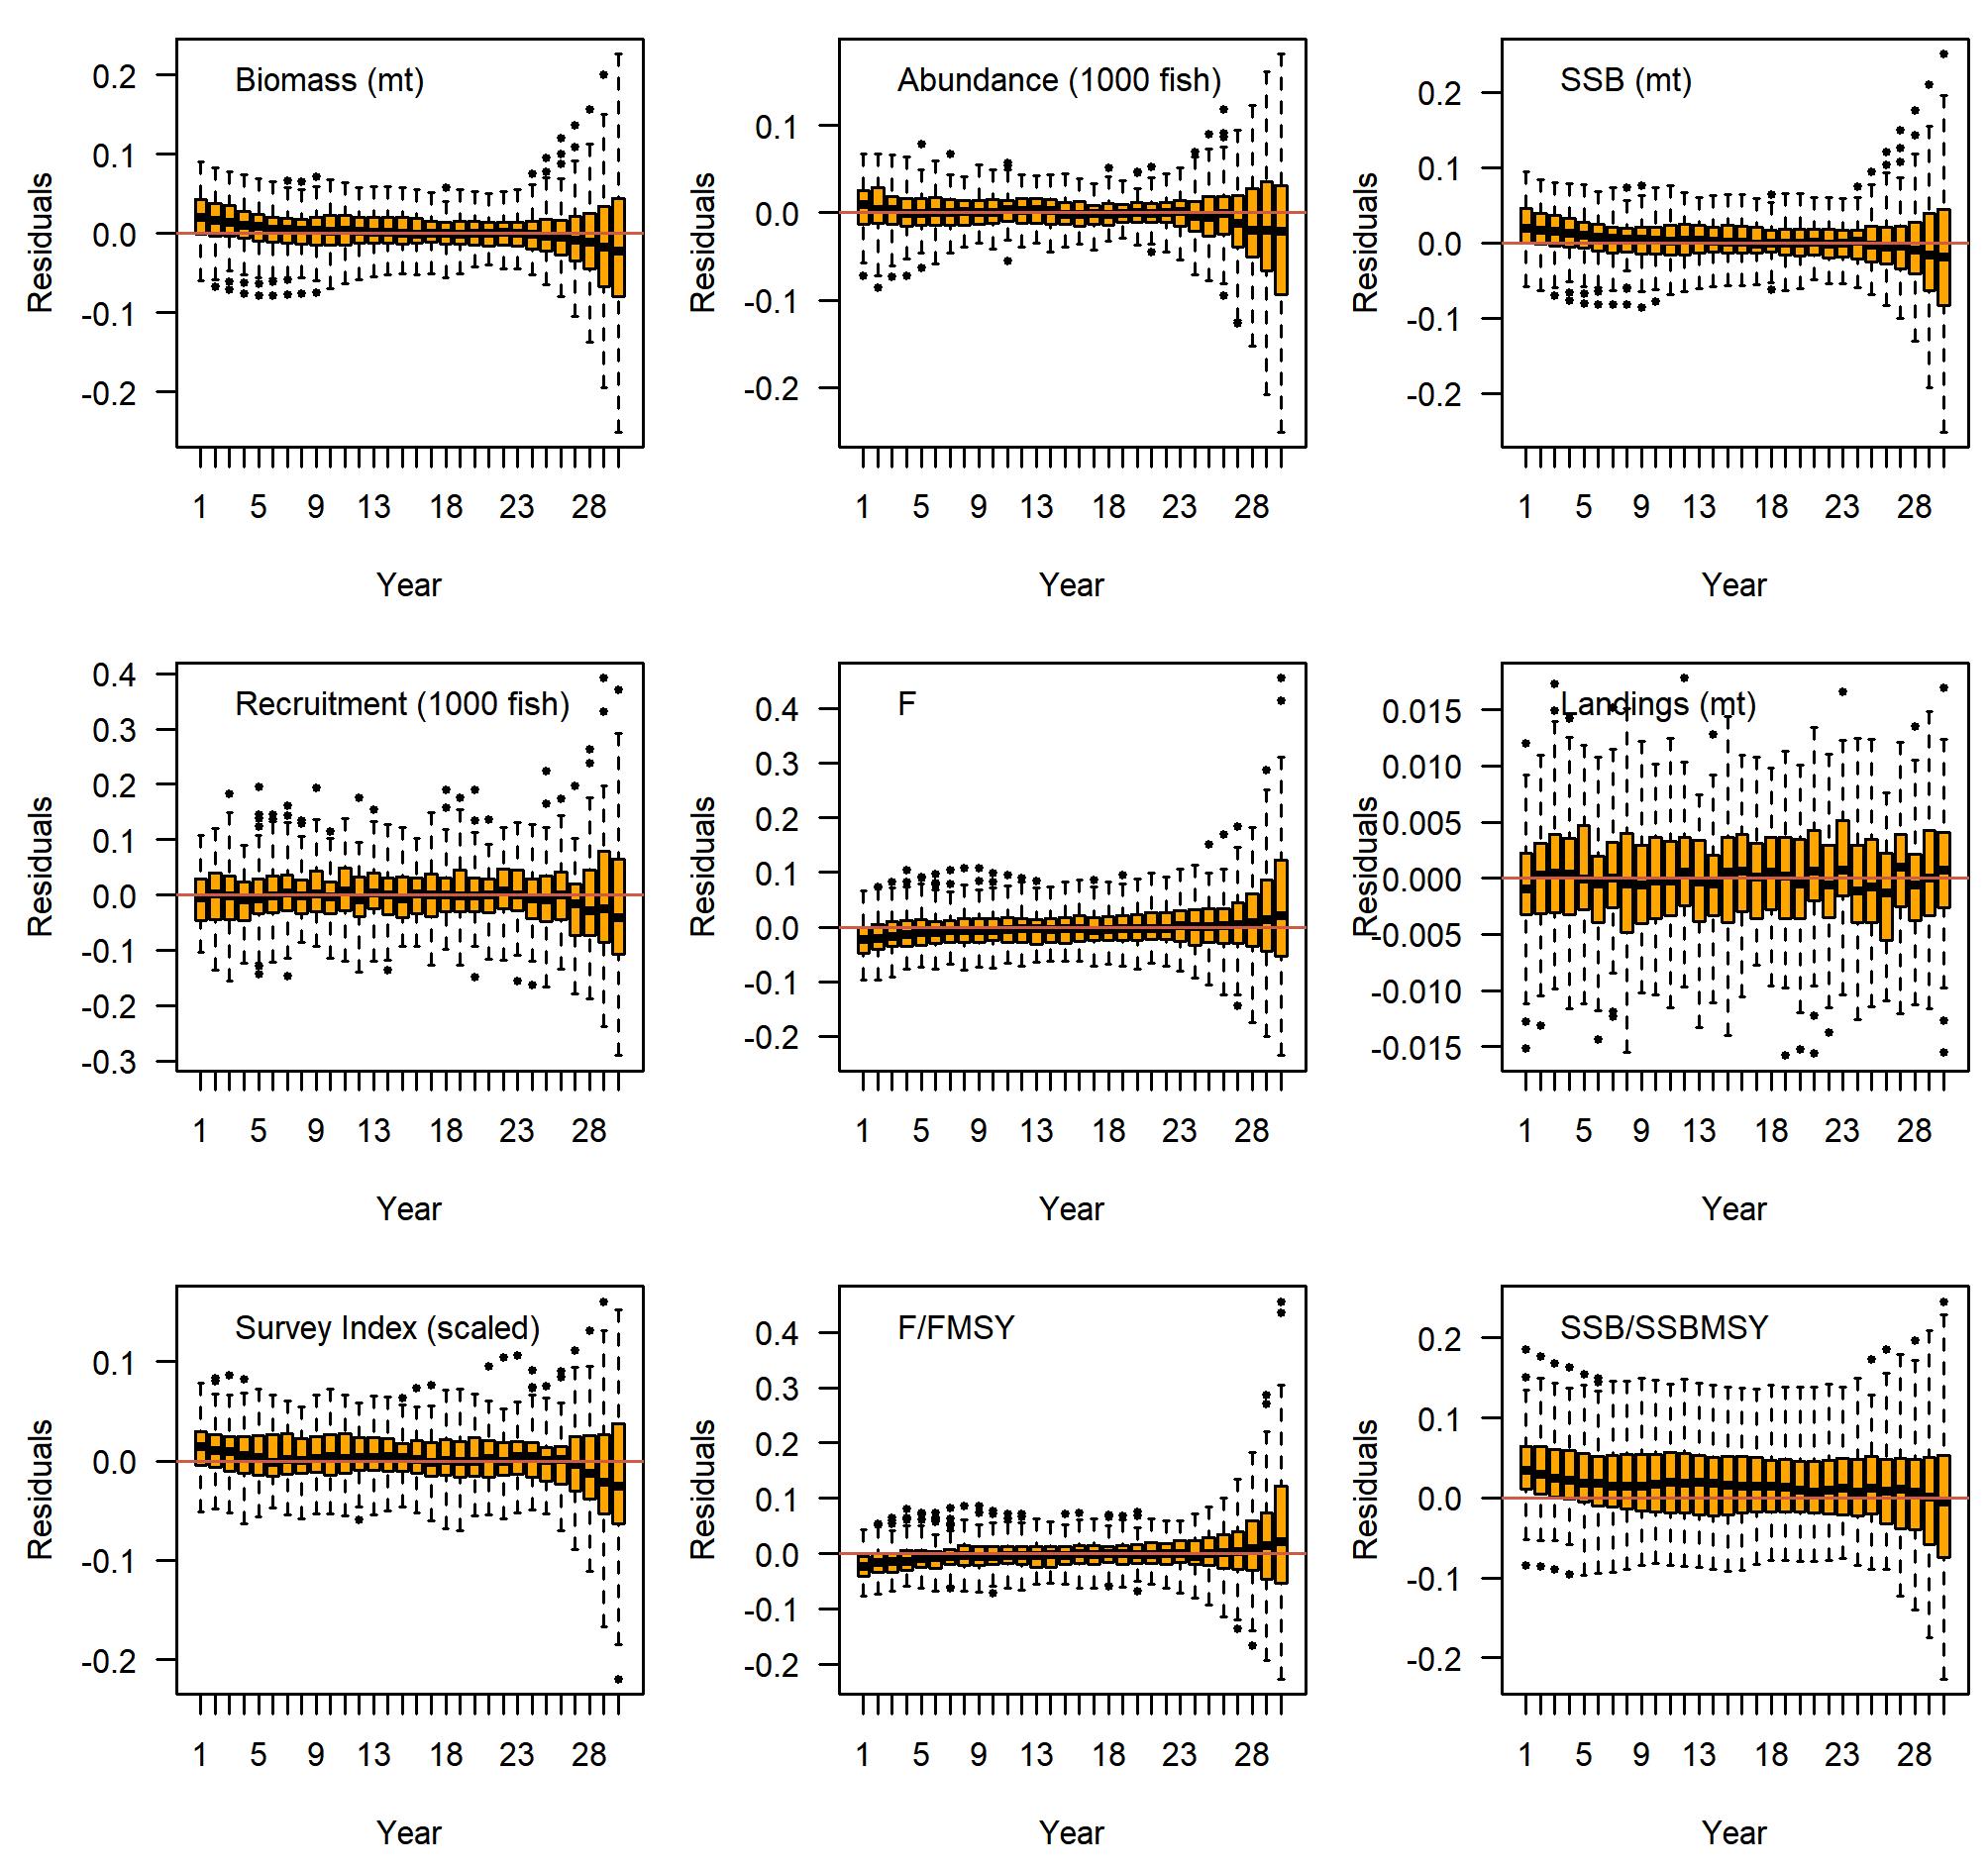 Biomass (mt)
Residuals
0.2
0.1
0.0
-0.1
-0.2
1 5 9 13 18 23 28
Year
Abundance (1000 fish)
Residuals
0.1
0.0
-0.1
-0.2
1 5 9 13 18 23 28
Year
SSB (mt)
Residuals
0.2
0.1
0.0
-0.1
-0.2
1 5 9 13 18 23 28
Year
Recruitment (1000 fish)
Residuals
0.4
0.3
0.2
0.1
0.0
-0.1
-0.2
-0.3
1 5 9 13 18 23 28
Year
F
Residuals
0.4
0.3
0.2
0.1
0.0
-0.1
-0.2
1 5 9 13 18 23 28
Year
Landings (mt)
Residuals
0.015
0.010
0.005
0.000
-0.005
-0.010
-0.015
1 5 9 13 18 23 28
Year
Survey Index (scaled)
Residuals
0.1
0.0
-0.1
-0.2
1 5 9 13 18 23 28
Year
F/FMSY
Residuals
0.4
0.3
0.2
0.1
0.0
-0.1
-0.2
1 5 9 13 18 23 28
Year
SSB/SSBMSY
Residuals
0.2
0.1
0.0
-0.1
-0.2
1 5 9 13 18 23 28
Year